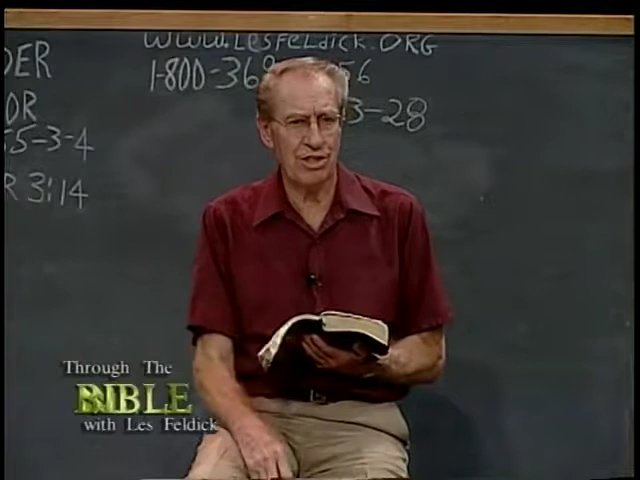 WWW.LESFELDICK.ORG
DER
1-800-36 56
OR
3-28
55-3-4
R 3:14
Through The
BIBLE
with Les Feldick